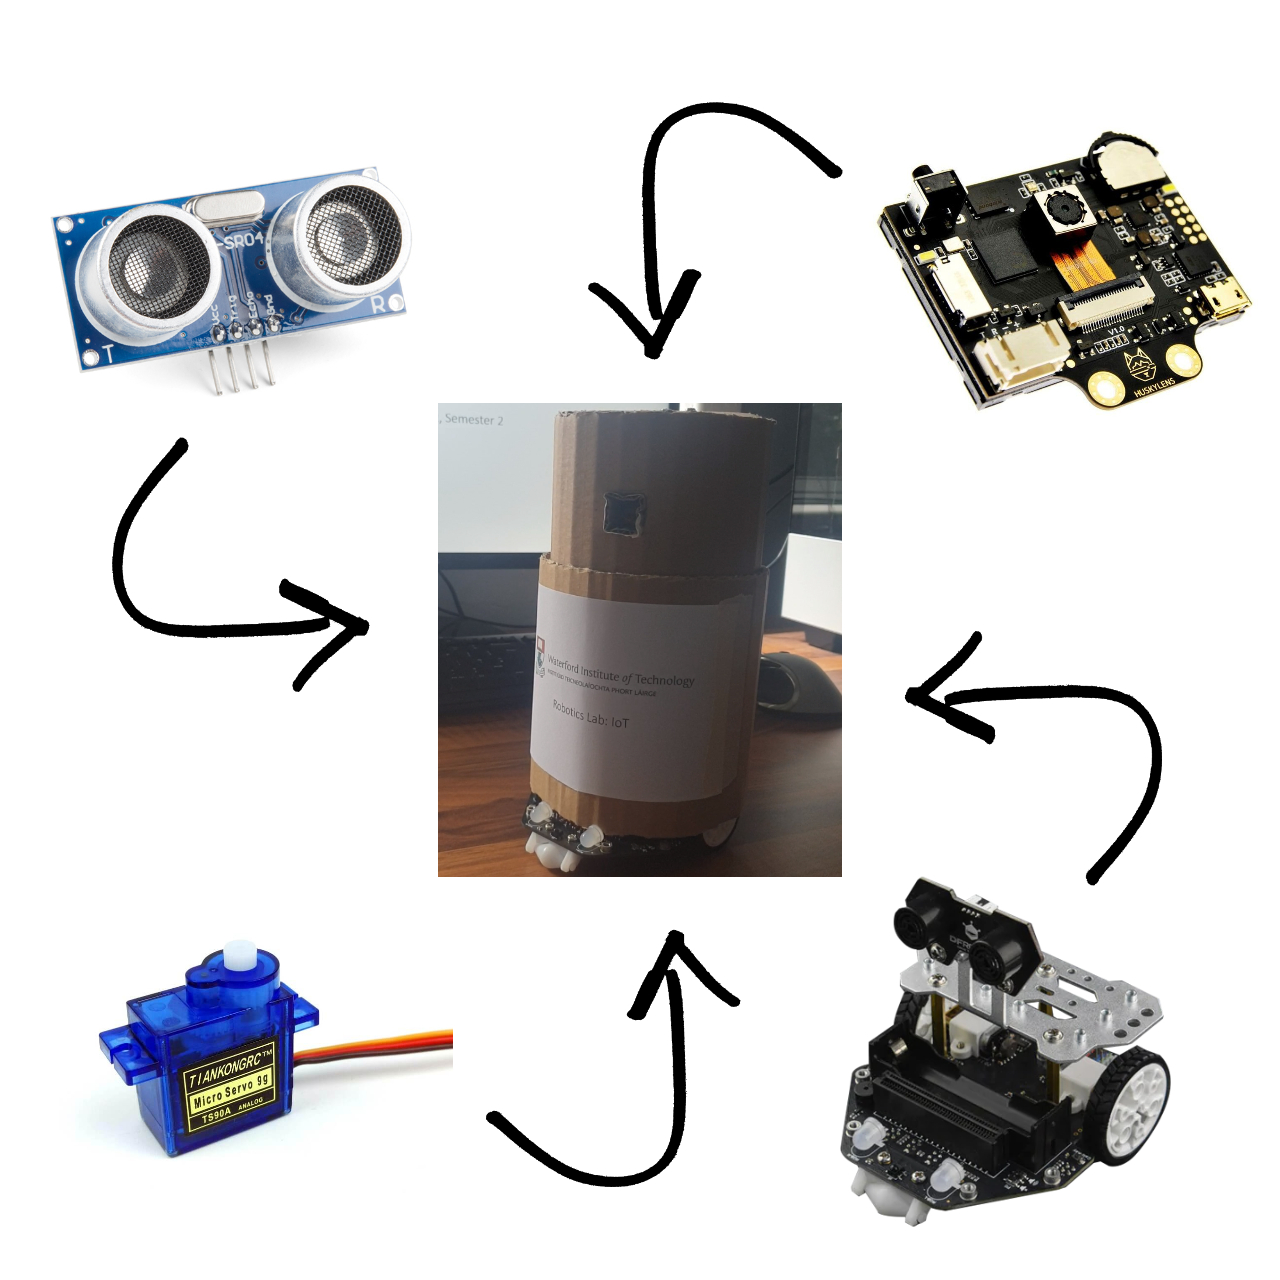 -SR04
Vcc
Trig
Echo
Gnd
T
R
V1.0
HUSKYLENS
, Semester 2
Waterford Institute of Technology
INSTITIÚID TEICNEOLAÍOCHTA PHORT LÁIRGE
Robotics Lab: IoT
TIANKONGRC™
Micro Servo 9g
TS90A ANALOG